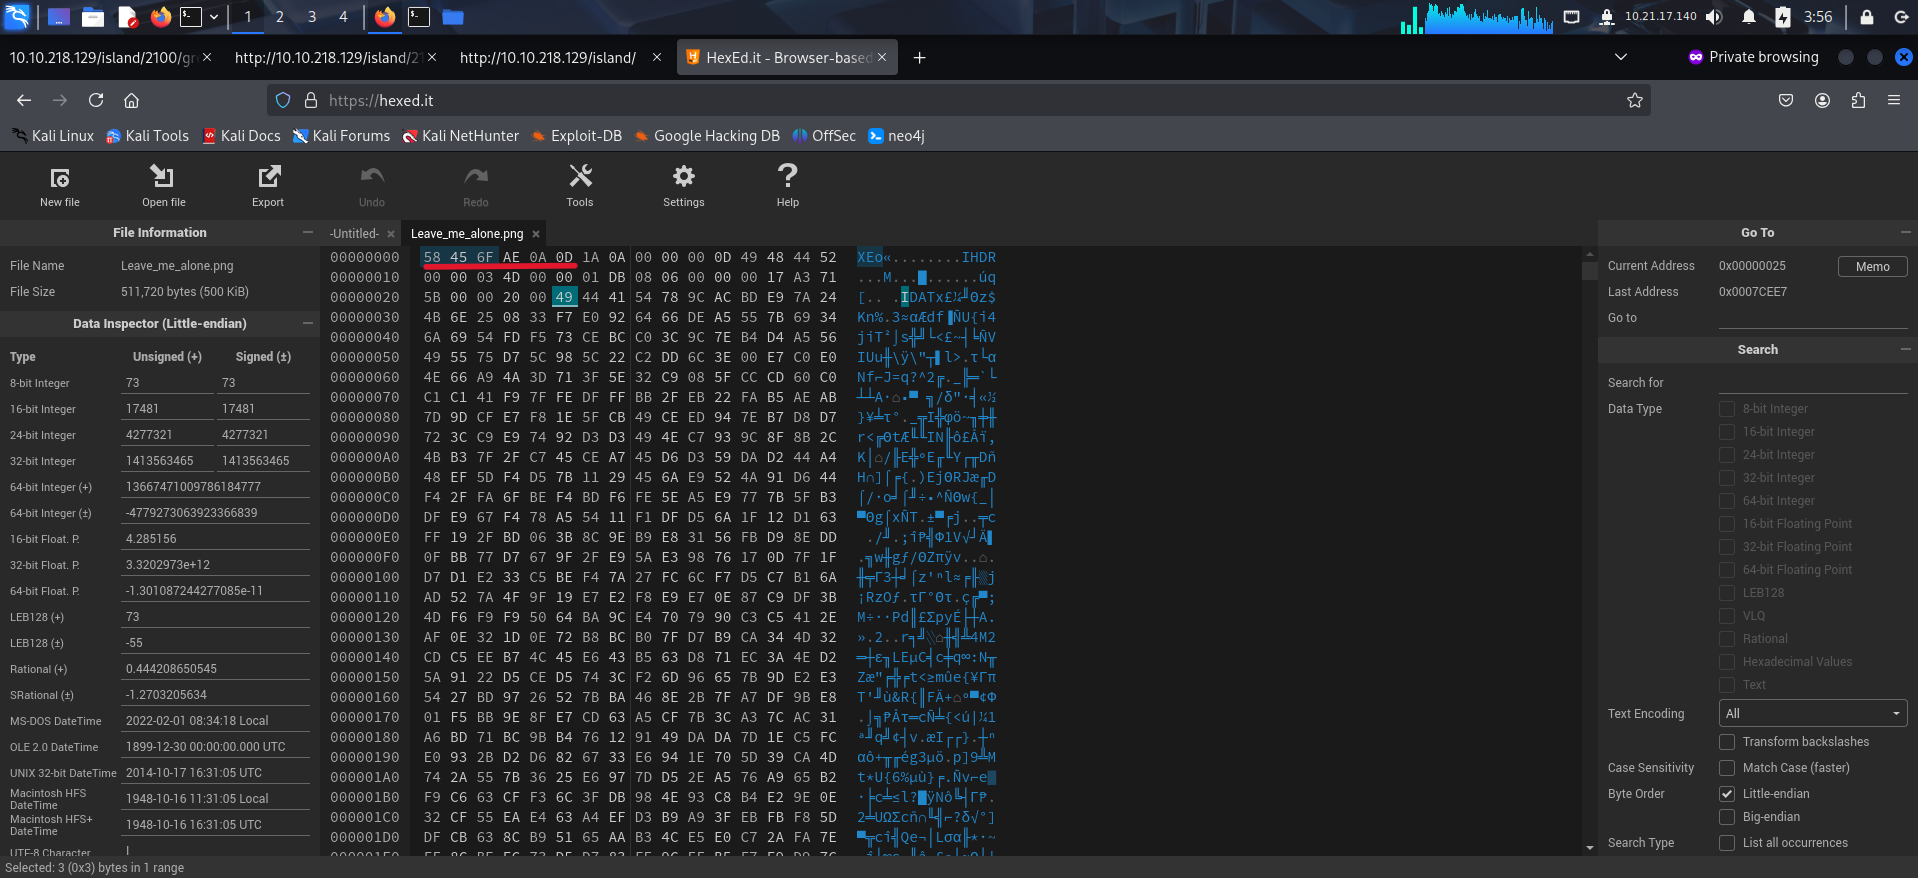 1 2 3 4 10.21.17.140 3:56
10.10.218.129/island/2100/gr http://10.10.218.129/island/21 http://10.10.218.129/island/ HexEd.it - Browser-based Private browsing
https://hexed.it
Kali Linux Kali Tools Kali Docs Kali Forums Kali NetHunter Exploit-DB Google Hacking DB OffSec neo4j
New file Open file Export Undo Redo Tools Settings Help
File Information
File Name Leave_me_alone.png
File Size 511,720 bytes (500 KiB)
Data Inspector (Little-endian)
Type Unsigned (+) Signed (±)
8-bit Integer 73 73
16-bit Integer 17481 17481
24-bit Integer 4277321 4277321
32-bit Integer 1413563465 1413563465
64-bit Integer (+) 13667471009786184777
64-bit Integer (±) -4779273063923366839
16-bit Float. P. 4.285156
32-bit Float. P. 3.3202973e+12
64-bit Float. P. -1.301087244277085e-11
LEB128 (+) 73
LEB128 (±) -55
Rational (+) 0.444208650545
SRational (±) -1.2703205634
MS-DOS DateTime 2022-02-01 08:34:18 Local
OLE 2.0 DateTime 1899-12-30 00:00:00.000 UTC
UNIX 32-bit DateTime 2014-10-17 16:31:05 UTC
Macintosh HFS DateTime 1948-10-16 11:31:05 Local
Macintosh HFS+ DateTime 1948-10-16 16:31:05 UTC
UTF-8 Character I
-Untitled- Leave_me_alone.png
00000000 58 45 6F AE 0A 0D 1A 0A 00 00 00 0D 49 48 44 52 XEo«........IHDR
00000010 00 00 03 4D 00 00 01 DB 08 06 00 00 00 17 A3 71
00000020 5B 00 00 20 00 49 44 41 54 78 9C AC BD E9 7A 24
00000030 4B 6E 25 08 33 F7 E0 92 64 66 DE A5 55 7B 69 34
00000040 6A 69 54 FD F5 73 CE BC C0 3C 9C 7E B4 D4 A5 56
00000050 49 55 75 D7 5C 98 5C 22 C2 DD 6C 3E 00 E7 C0 E0
00000060 4E 66 A9 4A 3D 71 3F 5E 32 C9 08 5F CC CD 60 C0
00000070 C1 C1 41 F9 7F FE DF FF BB 2F EB 22 FA B5 AE AB
00000080 7D 9D CF E7 F8 1E 5F CB 49 CE ED 94 7E B7 D8 D7
00000090 72 3C C9 E9 74 92 D3 D3 49 4E C7 93 9C 8F 8B 2C
000000A0 4B B3 7F 2F C7 45 CE A7 45 D6 D3 59 DA D2 44 A4
000000B0 48 EF 5D F4 D5 7B 11 29 45 6A E9 52 4A 91 D6 44
000000C0 F4 2F FA 6F BE F4 BD F6 FE 5E A5 E9 77 7B 5F B3
000000D0 DF E9 67 F4 78 A5 54 11 F1 DF D5 6A 1F 12 D1 63
000000E0 FF 19 2F BD 06 3B 8C 9E B9 E8 31 56 FB D9 8E DD
000000F0 0F BB 77 D7 67 9F 2F E9 5A E3 98 76 17 0D 7F 1F
00000100 D7 D1 E2 33 C5 BE F4 7A 27 FC 6C F7 D5 C7 B1 6A
00000110 AD 52 7A 4F 9F 19 E7 E2 F8 E9 E7 0E 87 C9 DF 3B
00000120 4D F6 F9 F9 50 64 BA 9C E4 70 79 90 C3 C5 41 2E
00000130 AF 0E 32 1D 0E 72 B8 BC B0 7F D7 B9 CA 34 4D 32
00000140 CD C5 EE B7 4C 45 E6 43 B5 63 D8 71 EC 3A 4E D2
00000150 5A 91 22 D5 CE D5 74 3C F2 6D 96 65 7B 9D E2 E3
00000160 54 27 BD 97 26 52 7B BA 46 8E 2B 7F A7 DF 9B E8
00000170 01 F5 BB 9E 8F E7 CD 63 A5 CF 7B 3C A3 7C AC 31
00000180 A6 BD 71 BC 9B B4 76 12 91 49 DA DA 7D 1E C5 FC
00000190 E0 93 2B D2 D6 82 67 33 E6 94 1E 70 5D 39 CA 4D
000001A0 74 2A 55 7B 36 25 E6 97 7D D5 2E A5 76 A9 65 B2
000001B0 F9 C6 63 CF F3 6C 3F DB 98 4E 93 C8 B4 E2 9E 0E
000001C0 32 CF 55 EA E4 63 A4 EF D3 B9 A9 3F EB FB F8 5D
000001D0 DF CB 63 8C B9 51 65 AA B3 4C E5 E0 C7 2A FA 7E
Go To
Current Address 0x00000025 Memo
Last Address 0x0007CEE7
Go to
Search
Search for
Data Type 8-bit Integer
16-bit Integer
24-bit Integer
32-bit Integer
64-bit Integer
16-bit Floating Point
32-bit Floating Point
64-bit Floating Point
LEB128
VLQ
Rational
Hexadecimal Values
Text
Text Encoding All
Transform backslashes
Case Sensitivity Match Case (faster)
Byte Order Little-endian
Big-endian
Search Type List all occurrences
Selected: 3 (0x3) bytes in 1 range